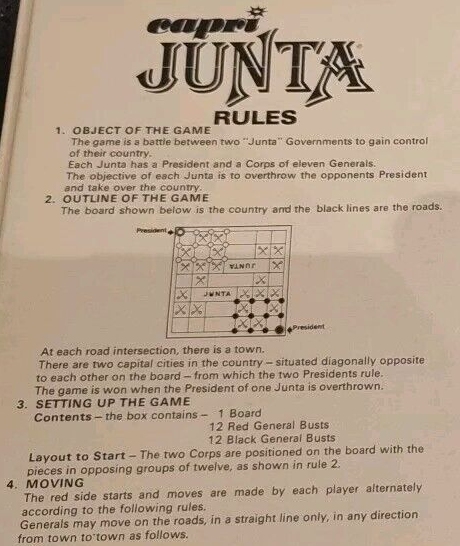 capri
JUNTA
RULES
1. OBJECT OF THE GAME
The game is a battle between two "Junta" Governments to gain control
of their country.
Each Junta has a President and a Corps of eleven Generals.
The objective of each Junta is to overthrow the opponents President
and take over the country.
2. OUTLINE OF THE GAME
The board shown below is the country and the black lines are the roads.
President
JUNTA
JUNTA
President
At each road intersection, there is a town.
There are two capital cities in the country – situated diagonally opposite
to each other on the board – from which the two Presidents rule.
The game is won when the President of one Junta is overthrown.
3. SETTING UP THE GAME
Contents – the box contains – 1 Board
12 Red General Busts
12 Black General Busts
Layout to Start – The two Corps are positioned on the board with the
pieces in opposing groups of twelve, as shown in rule 2.
4. MOVING
The red side starts and moves are made by each player alternately
according to the following rules.
Generals may move on the roads, in a straight line only, in any direction
from town to town as follows.